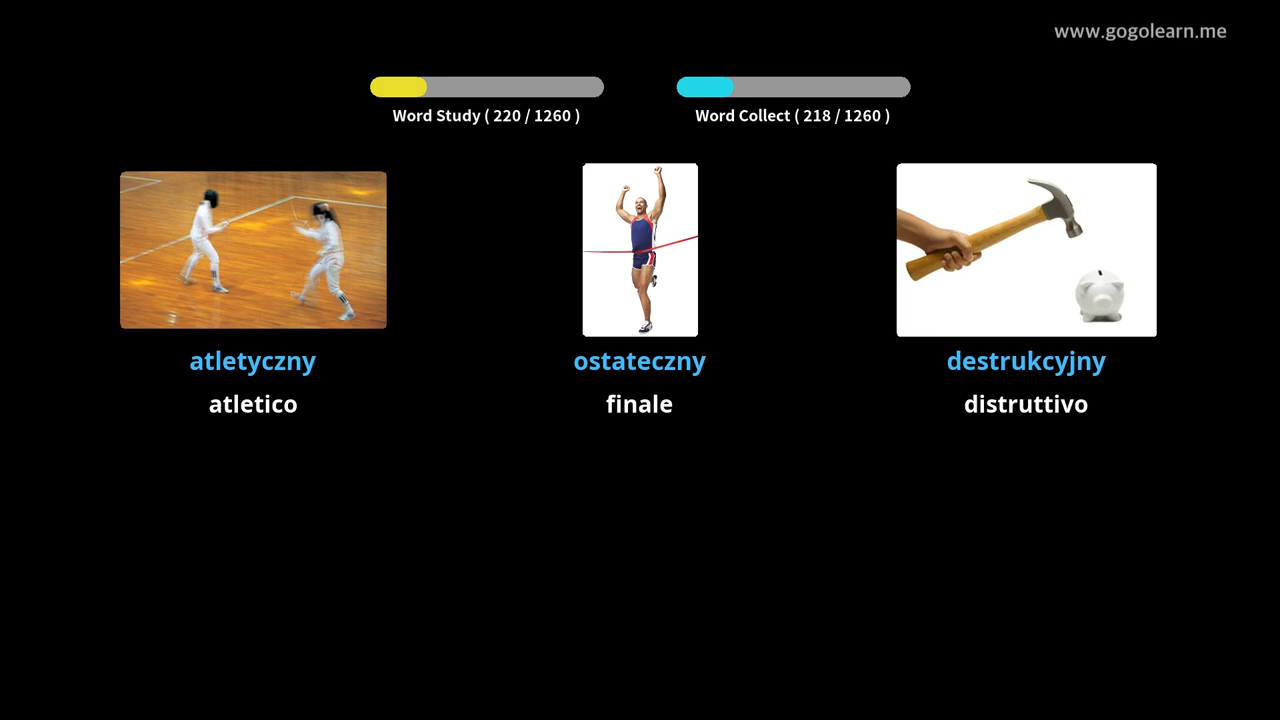 www.gogolearn.me
Word Study ( 220 / 1260 )
Word Collect ( 218 / 1260 )
atletyczny
ostateczny
destrukcyjny
atletico
finale
distruttivo